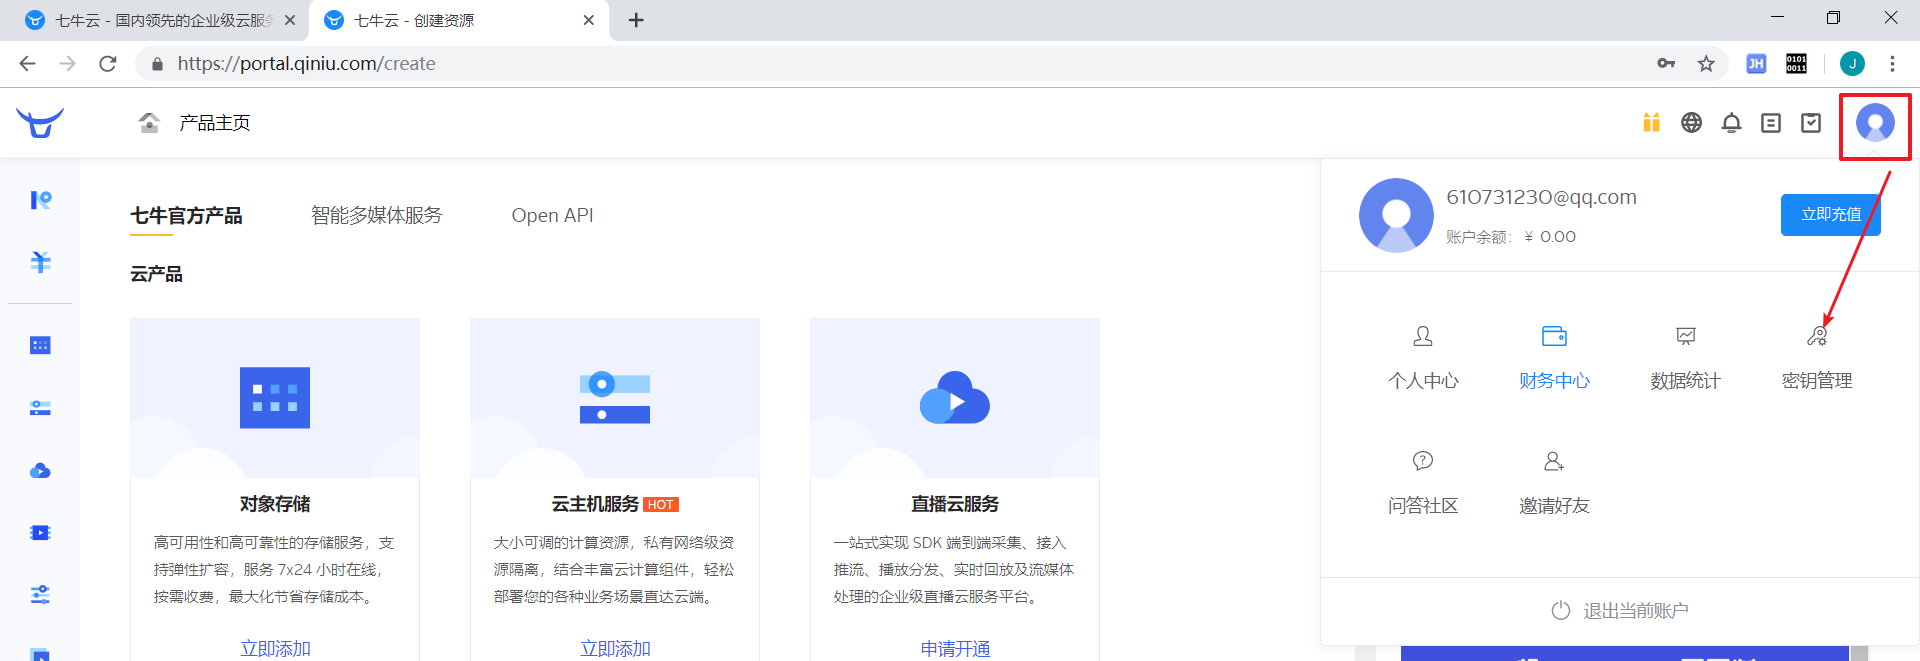 七牛云 - 国内领先的企业级云服务
七牛云 - 创建资源
https://portal.qiniu.com/create
JH
0101
0011
J
产品主页
七牛官方产品
智能多媒体服务
Open API
610731230@qq.com
账户余额: ¥ 0.00
立即充值
云产品
个人中心
财务中心
数据统计
密钥管理
问答社区
邀请好友
退出当前账户
对象存储
高可用性和高可靠性的存储服务，支
持弹性扩容，服务 7x24 小时在线，
按需收费，最大化节省存储成本。
立即添加
云主机服务 HOT
大小可调的计算资源，私有网络级资
源隔离，结合丰富云计算组件，轻松
部署您的各种业务场景直达云端。
立即添加
直播云服务
一站式实现 SDK 端到端采集、接入
推流、播放分发、实时回放及流媒体
处理的企业级直播云服务平台。
申请开通